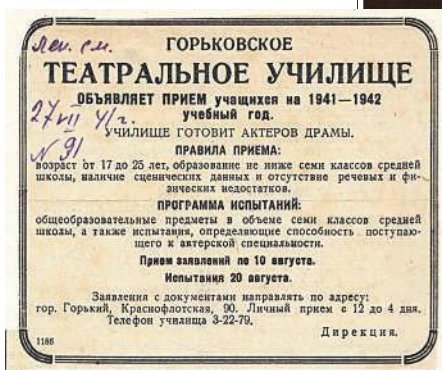 Лен. см.
27 VII 41 г.
N 91
ГОРЬКОВСКОЕ
ТЕАТРАЛЬНОЕ УЧИЛИЩЕ
ОБЪЯВЛЯЕТ ПРИЕМ учащихся на 1941—1942
учебный год.
УЧИЛИЩЕ ГОТОВИТ АКТЕРОВ ДРАМЫ.
ПРАВИЛА ПРИЕМА:
возраст от 17 до 25 лет, образование не ниже семи классов средней
школы, наличие сценических данных и отсутствие речевых и фи-
зических недостатков.
ПРОГРАММА ИСПЫТАНИЙ:
общеобразовательные предметы в объеме семи классов средней
школы, а также испытания, определяющие способность поступаю-
щего к актерской специальности.
Прием заявлений по 10 августа.
Испытания 20 августа.
Заявления с документами направлять по адресу:
гор. Горький, Краснофлотская, 90. Личный прием с 12 до 4 дня.
Телефон училища 3-22-79.
Дирекция.
1186